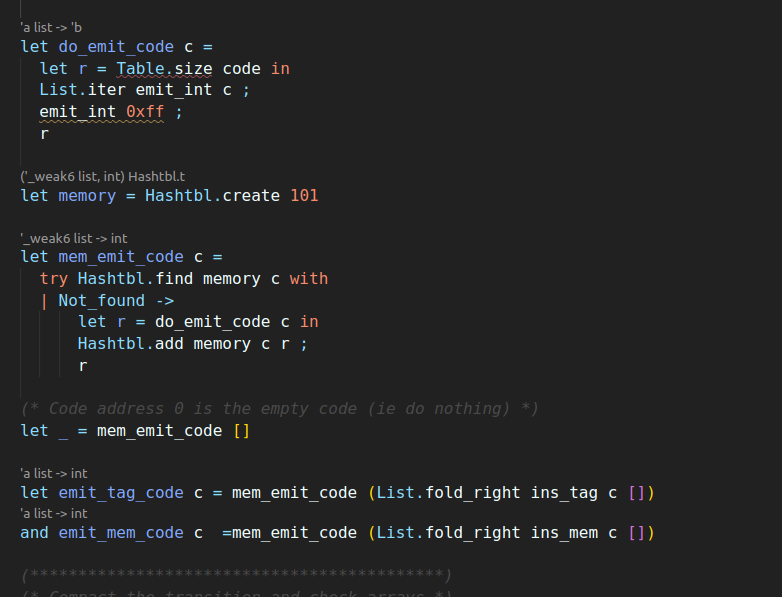 'a list -> 'b
let do_emit_code c =
  let r = Table.size code in
  List.iter emit_int c ;
  emit_int 0xff ;
  r
('_weak6 list, int) Hashtbl.t
let memory = Hashtbl.create 101
'_weak6 list -> int
let mem_emit_code c =
  try Hashtbl.find memory c with
  | Not_found ->
      let r = do_emit_code c in
      Hashtbl.add memory c r ;
      r
(* Code address 0 is the empty code (ie do nothing) *)
let _ = mem_emit_code []
'a list -> int
let emit_tag_code c = mem_emit_code (List.fold_right ins_tag c [])
'a list -> int
and emit_mem_code c  =mem_emit_code (List.fold_right ins_mem c [])
(*******************************************)
(* Compact the transition and check arrays *)